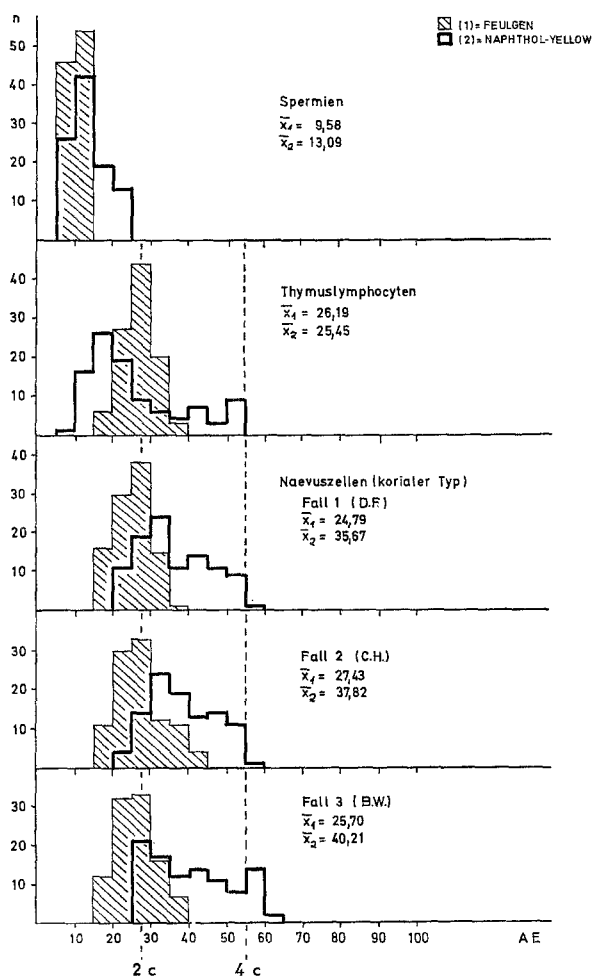 n
(1)= FEULGEN
(2)= NAPHTHOL-YELLOW
50
40
30
20
10
Spermien
x̄₁ = 9,58
x̄₂ = 13,09
40
30
20
10
Thymuslymphocyten
x̄₁ = 26,19
x̄₂ = 25,45
40
30
20
10
Naevuszellen (korialer Typ)
Fall 1 (D.F.)
x̄₁ = 24,79
x̄₂ = 35,67
30
20
10
Fall 2 (C.H.)
x̄₁ = 27,43
x̄₂ = 37,82
30
20
10
Fall 3 (B.W.)
x̄₁ = 25,70
x̄₂ = 40,21
10 20 30 40 50 60 70 80 90 100 AE
2 c 4 c